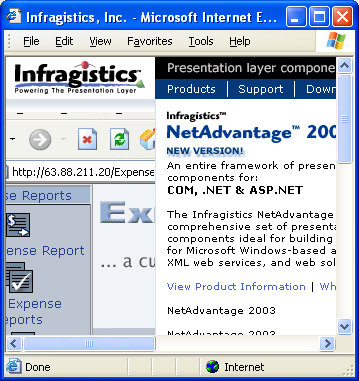 Infragistics, Inc. - Microsoft Internet E...
File Edit View Favorites Tools Help
Infragistics™
Powering The Presentation Layer
Presentation layer compone
Products | Support | Down
http://63.88.211.20/Expense
se Reports
ense Report
Expense
eports
Ex
... a cu
Infragistics™
NetAdvantage™ 200
NEW VERSION!
An entire framework of presen
components for:
COM, .NET & ASP.NET
The Infragistics NetAdvantage
comprehensive set of presenta
components ideal for building
for Microsoft Windows-based a
XML web services, and web sol
View Product Information | Wh
NetAdvantage 2003
NetAdvantage 2003
Done
Internet